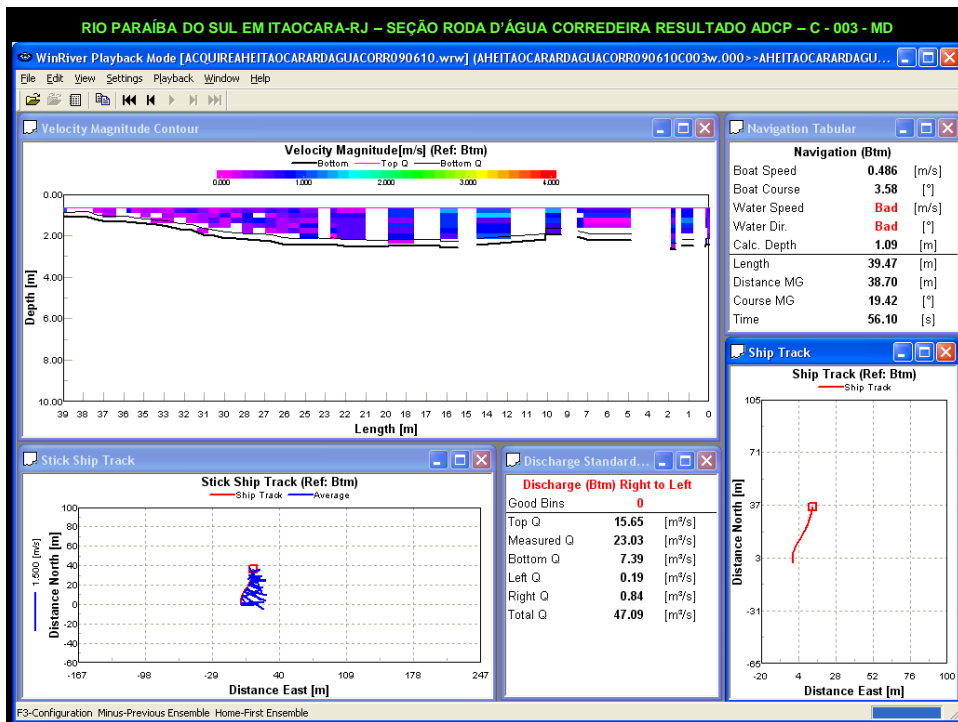 RIO PARAÍBA DO SUL EM ITAOCARA-RJ – SEÇÃO RODA D'ÁGUA CORREDEIRA RESULTADO ADCP – C - 003 - MD
WinRiver Playback Mode [ACQUIREAHEITAOCARARDAGUACORR090610.wrw] (AHEITAOCARARDAGUACORR090610C003w.000>>AHEITAOCARARDAGU...
File Edit View Settings Playback Window Help
Velocity Magnitude Contour
Velocity Magnitude[m/s] (Ref: Btm)
Bottom Top Q Bottom Q
0.000 1.000 2.000 3.000 4.000
0.00
2.00
4.00
6.00
8.00
10.00
Depth [m]
39 38 37 36 35 33 32 31 29 27 26 25 23 22 21 20 18 17 16 15 14 12 11 10 9 7 6 5 4 2 1 0
Length [m]
Navigation Tabular
Navigation (Btm)
Boat Speed 0.486 [m/s]
Boat Course 3.58 [°]
Water Speed Bad [m/s]
Water Dir. Bad [°]
Calc. Depth 1.09 [m]
Length 39.47 [m]
Distance MG 38.70 [m]
Course MG 19.42 [°]
Time 56.10 [s]
Stick Ship Track
Stick Ship Track (Ref: Btm)
Ship Track Average
1.500 [m/s]
Distance North [m]
100
80
60
40
20
0
-20
-40
-60
-167 -98 -29 40 109 178 247
Distance East [m]
Discharge Standard...
Discharge (Btm) Right to Left
Good Bins 0
Top Q 15.65 [m³/s]
Measured Q 23.03 [m³/s]
Bottom Q 7.39 [m³/s]
Left Q 0.19 [m³/s]
Right Q 0.84 [m³/s]
Total Q 47.09 [m³/s]
Ship Track
Ship Track (Ref: Btm)
Ship Track
Distance North [m]
105
71
37
3
-31
-65
-20 4 28 52 76 100
Distance East [m]
F3-Configuration Minus-Previous Ensemble Home-First Ensemble